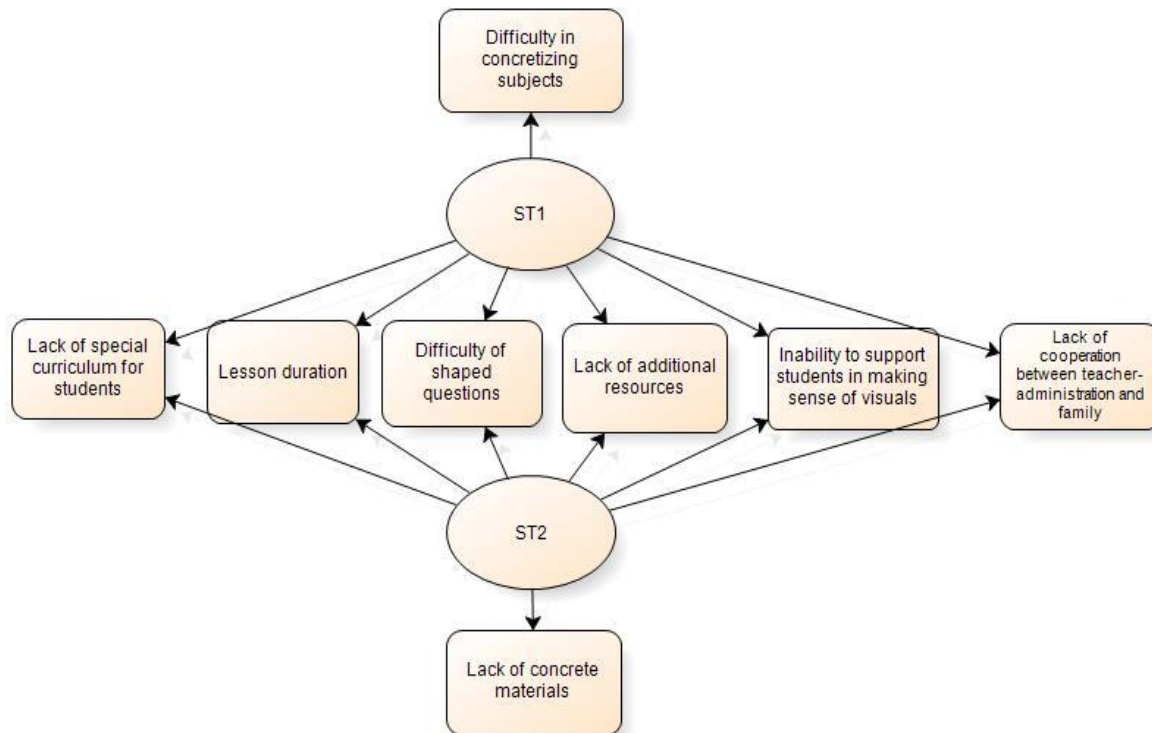 Difficulty in
concretizing
subjects
ST1
Lack of special
curriculum for
students
Lesson duration
Difficulty of
shaped
questions
Lack of additional
resources
Inability to support
students in making
sense of visuals
Lack of
cooperation
between teacher-
administration and
family
ST2
Lack of concrete
materials